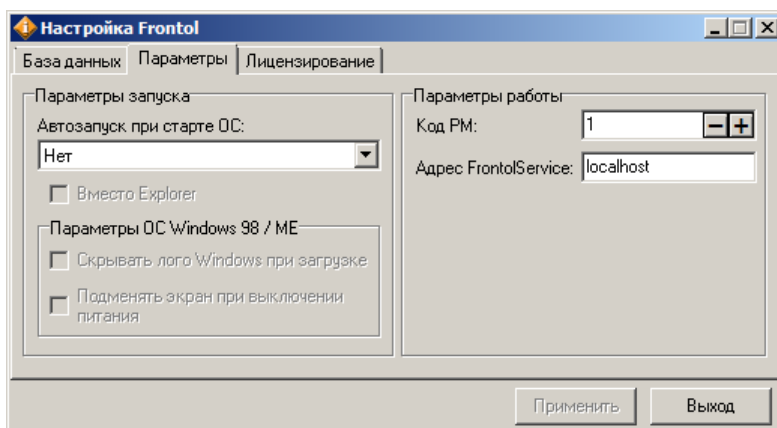 Настройка Frontol
База данных
Параметры
Лицензирование
Параметры запуска
Автозапуск при старте ОС:
Нет
Вместо Explorer
Параметры ОС Windows 98 / ME
Скрывать лого Windows при загрузке
Подменять экран при выключении
питания
Параметры работы
Код РМ:
1
Адрес FrontolService:
localhost
Применить
Выход